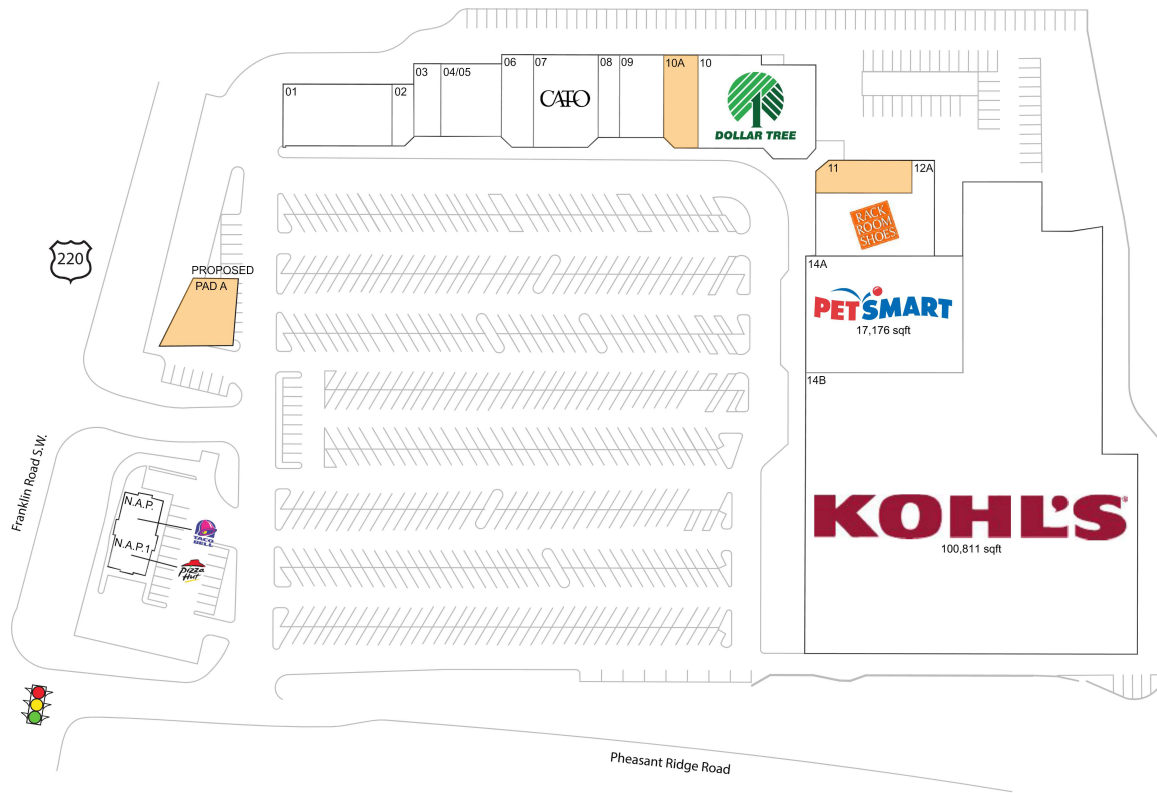 01
02
03
04/05
06
07
CATO
08
09
10A
10
DOLLAR TREE
11
12A
RACK
ROOM
SHOES
220
PROPOSED
PAD A
14A
PETSMART
17,176 sqft
14B
KOHL'S
100,811 sqft
Franklin Road S.W.
N.A.P.
TACO
BELL
N.A.P.1
Pizza
Hut
Pheasant Ridge Road